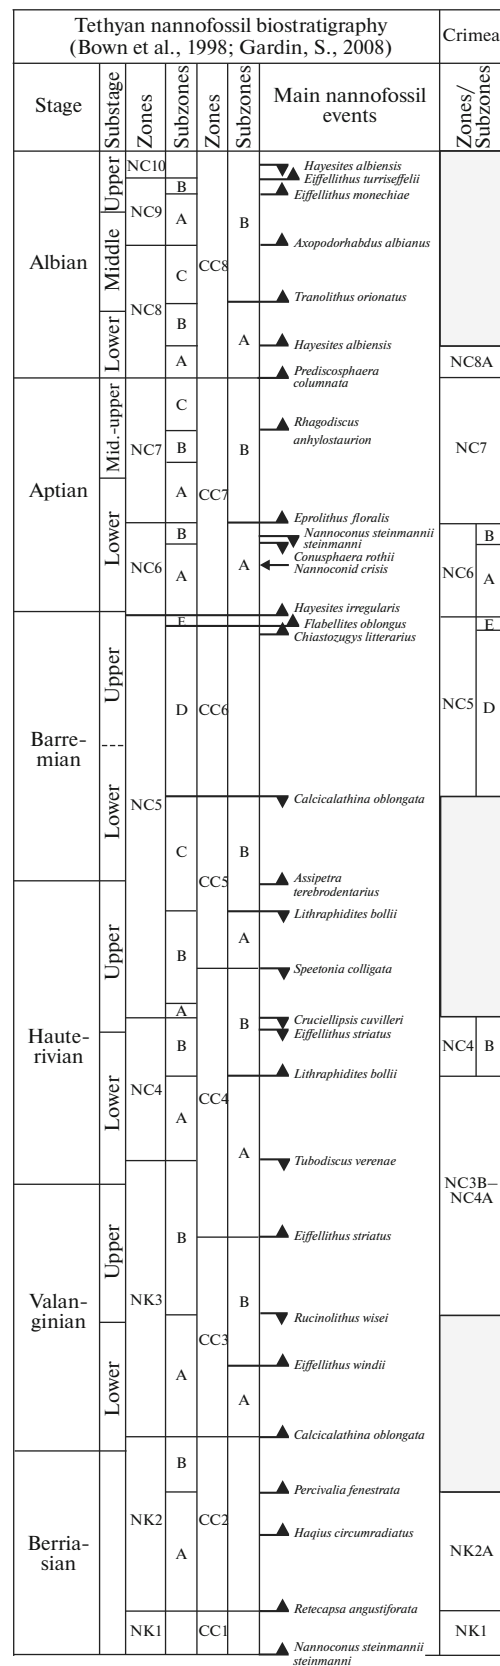 Tethyan nannofossil biostratigraphy
(Bown et al., 1998; Gardin, S., 2008)
Crimea
Stage
Substage
Zones
Subzones
Zones
Subzones
Main nannofossil
events
Zones/
Subzones
Albian
Upper
Middle
Lower
NC10
NC9
NC8
B
A
C
B
A
CC8
B
A
Hayesites albiensis
Eiffellithus turriseffelii
Eiffellithus monechiae
Axopodorhabdus albianus
Tranolithus orionatus
Hayesites albiensis
Prediscosphaera
columnata
NC8A
Aptian
Mid.-upper
Lower
NC7
NC6
C
B
A
B
A
CC7
B
A
Rhagodiscus
anhylostaurion
Eprolithus floralis
Nannoconus steinmannii
steinmanni
Conusphaera rothii
Nannoconid crisis
Hayesites irregularis
NC7
NC6
B
A
Barre-
mian
Upper
Lower
NC5
E
D
C
CC6
CC5
B
Flabellites oblongus
Chiastozugys litterarius
Calcicalathina oblongata
Assipetra
terebrodentarius
NC5
E
D
Haute-
rivian
Upper
Lower
NC4
B
A
B
A
CC4
A
B
A
Lithraphidites bollii
Speetonia colligata
Cruciellipsis cuvilleri
Eiffellithus striatus
Lithraphidites bollii
Tubodiscus verenae
NC4
B
NC3B–
NC4A
Valan-
ginian
Upper
Lower
NK3
B
A
CC3
B
A
Eiffellithus striatus
Rucinolithus wisei
Eiffellithus windii
Calcicalathina oblongata
Berria-
sian
NK2
NK1
B
A
CC2
CC1
Percivalia fenestrata
Haqius circumradiatus
Retecapsa angustiforata
Nannoconus steinmannii
steinmanni
NK2A
NK1